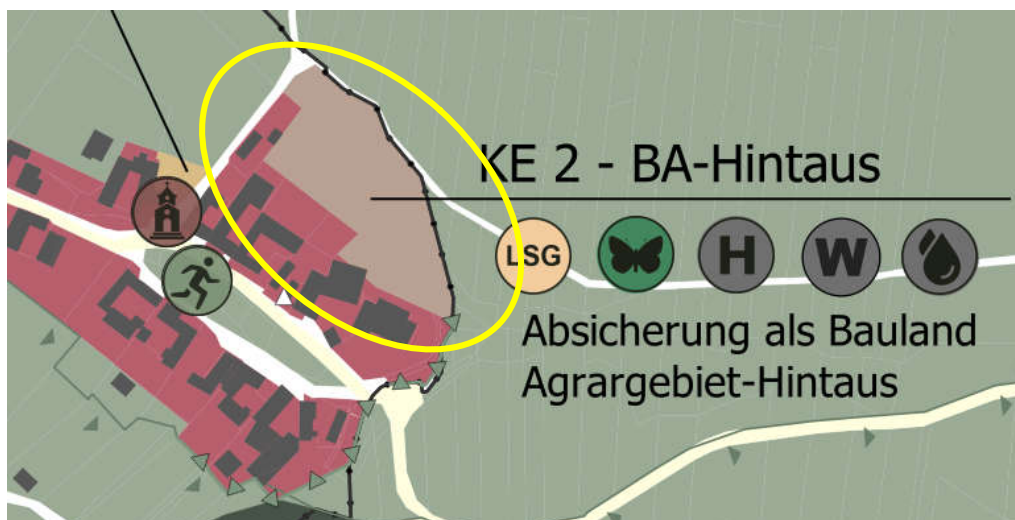 KE 2 - BA-Hintaus
LSG
H
W
Absicherung als Bauland
Agrargebiet-Hintaus